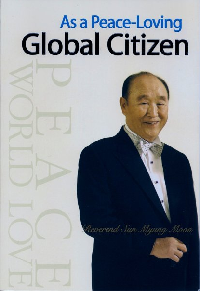 As a Peace-Loving
Global Citizen
PEACE
WORLD LOVE
Reverend Sun Myung Moon